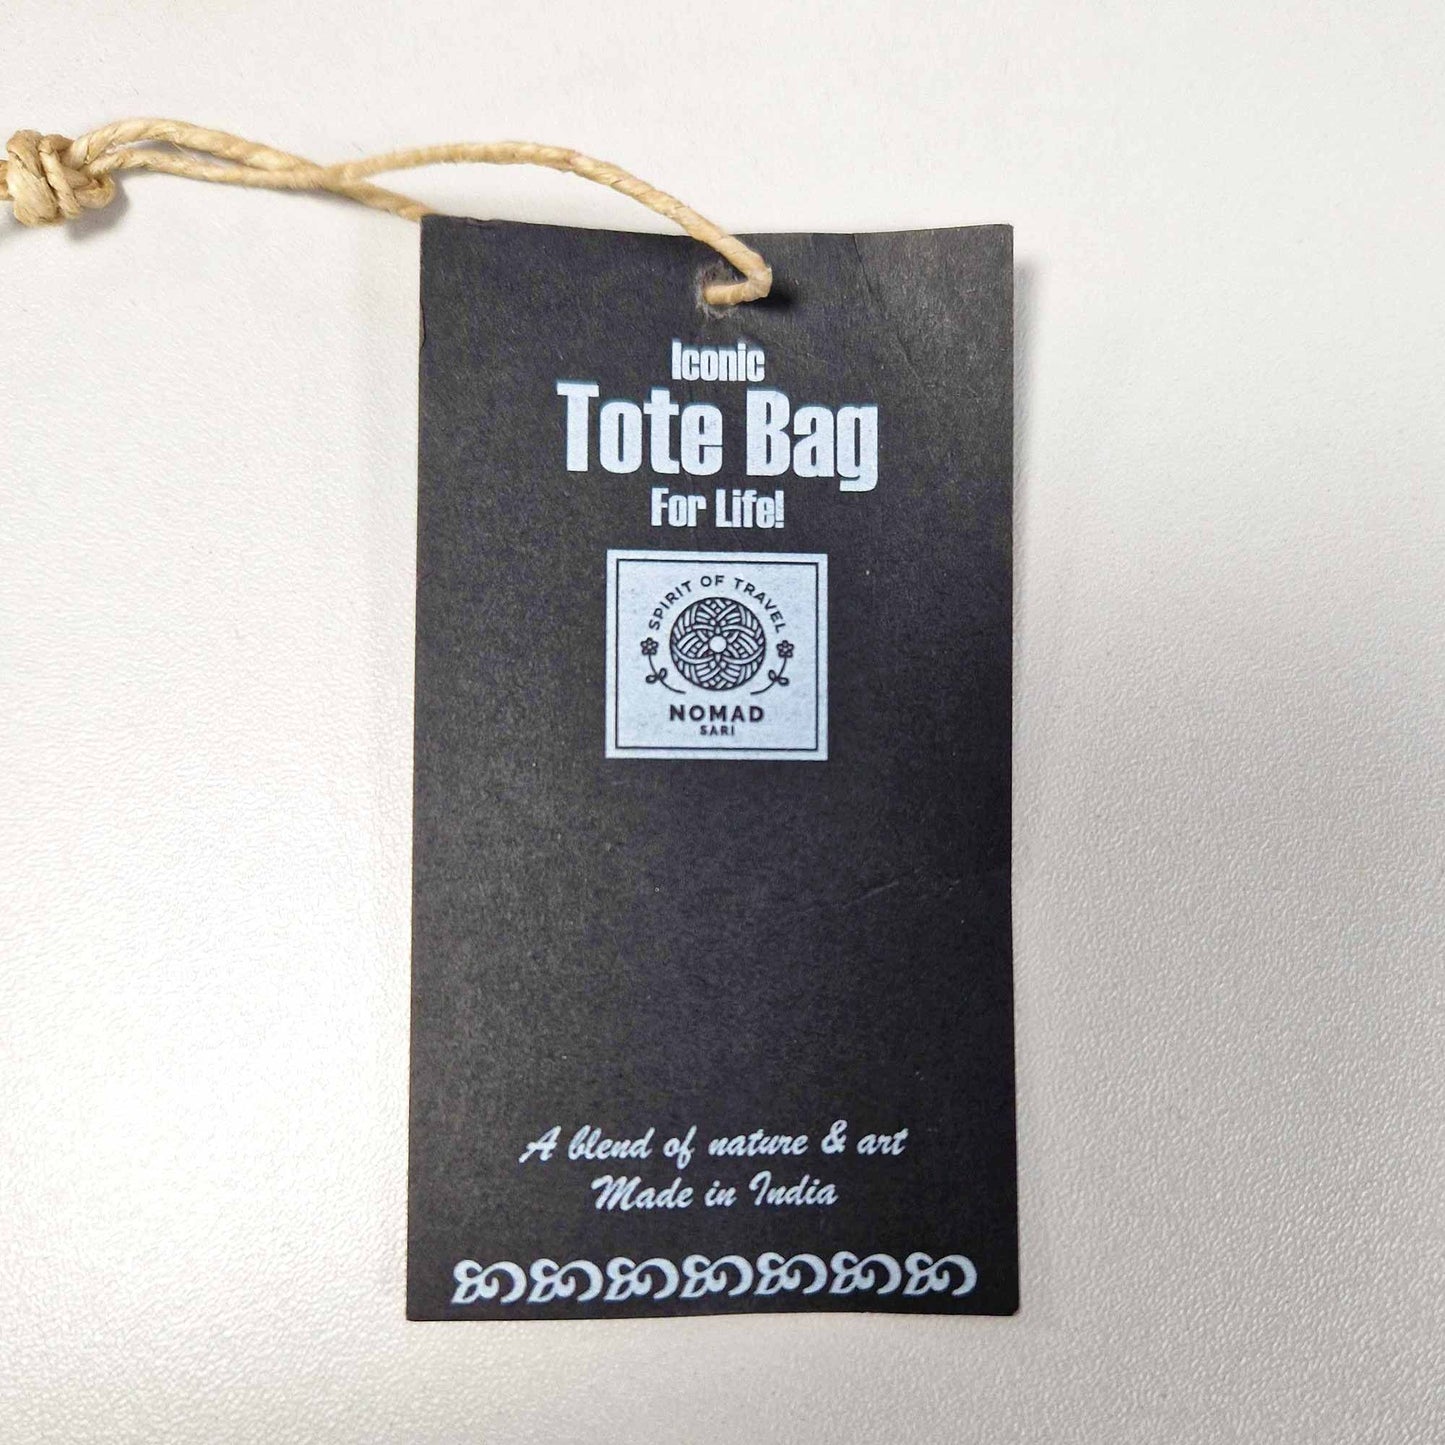 Iconic
Tote Bag
For Life!
SPIRIT OF TRAVEL
NOMAD
SARI
A blend of nature & art
Made in India